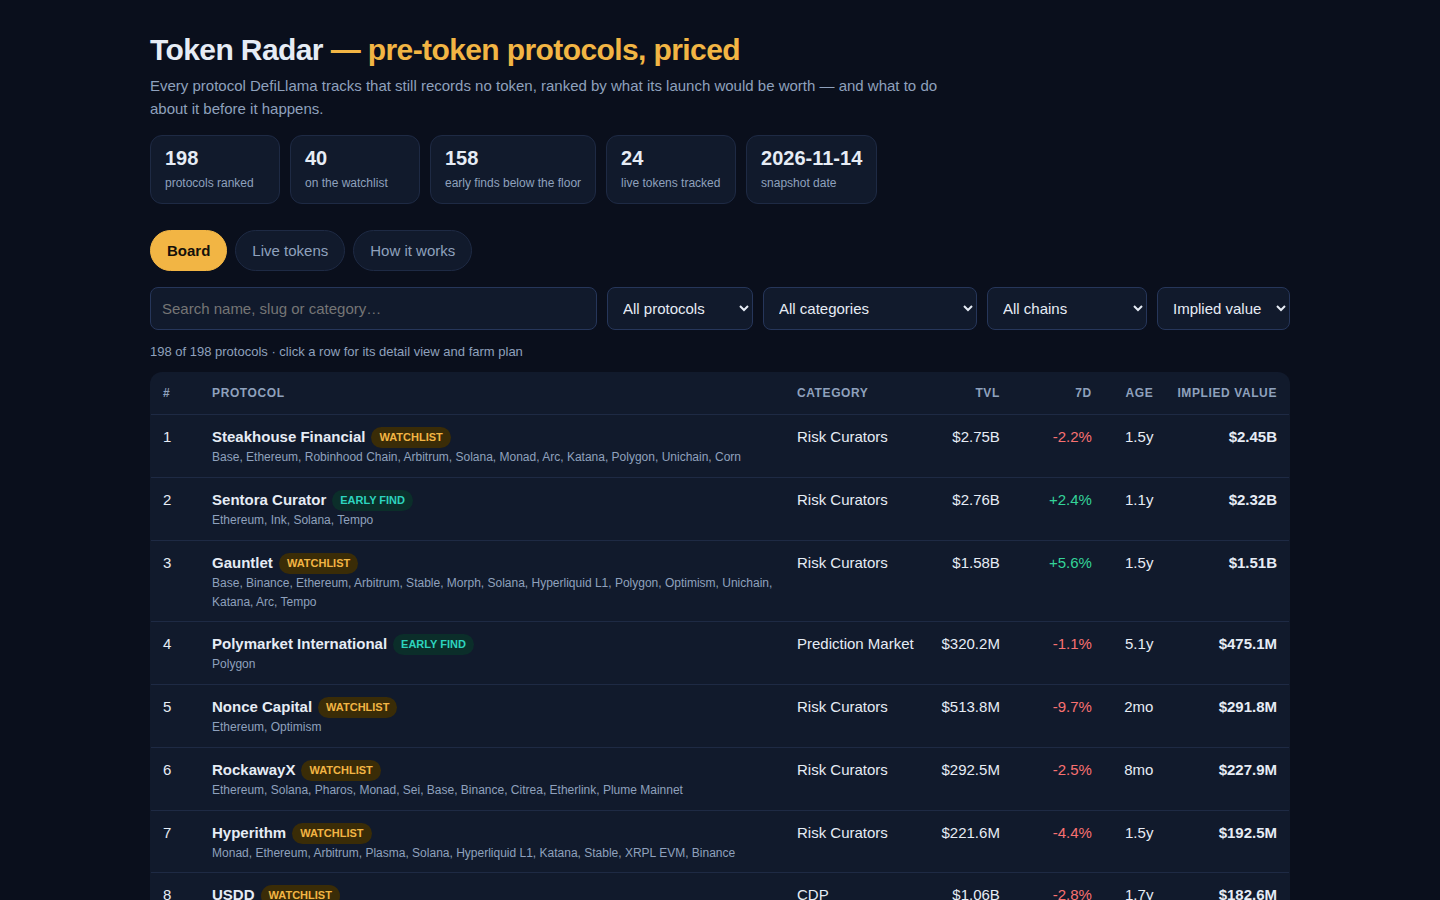 Token Radar — pre-token protocols, priced
Every protocol DefiLlama tracks that still records no token, ranked by what its launch would be worth — and what to do
about it before it happens.
198
protocols ranked
40
on the watchlist
158
early finds below the floor
24
live tokens tracked
2026-11-14
snapshot date
Board
Live tokens
How it works
Search name, slug or category…
All protocols
All categories
All chains
Implied value
198 of 198 protocols · click a row for its detail view and farm plan
# PROTOCOL CATEGORY TVL 7D AGE IMPLIED VALUE
1 Steakhouse Financial WATCHLIST Risk Curators $2.75B -2.2% 1.5y $2.45B
Base, Ethereum, Robinhood Chain, Arbitrum, Solana, Monad, Arc, Katana, Polygon, Unichain, Corn
2 Sentora Curator EARLY FIND Risk Curators $2.76B +2.4% 1.1y $2.32B
Ethereum, Ink, Solana, Tempo
3 Gauntlet WATCHLIST Risk Curators $1.58B +5.6% 1.5y $1.51B
Base, Binance, Ethereum, Arbitrum, Stable, Morph, Solana, Hyperliquid L1, Polygon, Optimism, Unichain,
Katana, Arc, Tempo
4 Polymarket International EARLY FIND Prediction Market $320.2M -1.1% 5.1y $475.1M
Polygon
5 Nonce Capital WATCHLIST Risk Curators $513.8M -9.7% 2mo $291.8M
Ethereum, Optimism
6 RockawayX WATCHLIST Risk Curators $292.5M -2.5% 8mo $227.9M
Ethereum, Solana, Pharos, Monad, Sei, Base, Binance, Citrea, Etherlink, Plume Mainnet
7 Hyperithm WATCHLIST Risk Curators $221.6M -4.4% 1.5y $192.5M
Monad, Ethereum, Arbitrum, Plasma, Solana, Hyperliquid L1, Katana, Stable, XRPL EVM, Binance
8 USDD WATCHLIST CDP $1.06B -2.8% 1.7y $182.6M